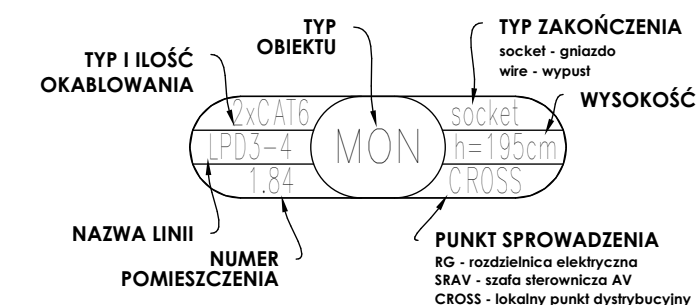 TYP
OBIEKTU
TYP ZAKOŃCZENIA
socket - gniazdo
wire - wypust
TYP I ILOŚĆ
OKABLOWANIA
WYSOKOŚĆ
2xCAT6
socket
LPD3-4
MON
h=195cm
1.84
CROSS
NAZWA LINII
NUMER
POMIESZCZENIA
PUNKT SPROWADZENIA
RG - rozdzielnica elektryczna
SRAV - szafa sterownicza AV
CROSS - lokalny punkt dystrybucyjny